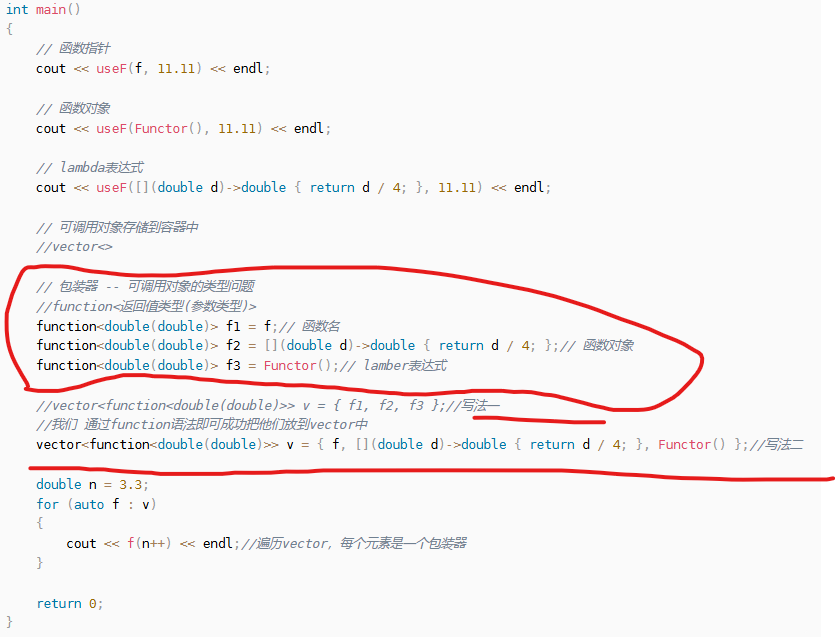 int main()
{
// 函数指针
cout << useF(f, 11.11) << endl;
// 函数对象
cout << useF(Functor(), 11.11) << endl;
// lambda表达式
cout << useF([](double d)->double { return d / 4; }, 11.11) << endl;
// 可调用对象存储到容器中
//vector<>
// 包装器 -- 可调用对象的类型问题
//function<返回值类型(参数类型)>
function<double(double)> f1 = f;// 函数名
function<double(double)> f2 = [](double d)->double { return d / 4; };// 函数对象
function<double(double)> f3 = Functor();// lamber表达式
//vector<function<double(double)>> v = { f1, f2, f3 };//写法一
//我们 通过function语法即可成功把他们放到vector中
vector<function<double(double)>> v = { f, [](double d)->double { return d / 4; }, Functor() };//写法二
double n = 3.3;
for (auto f : v)
{
cout << f(n++) << endl;//遍历vector，每个元素是一个包装器
}
return 0;
}